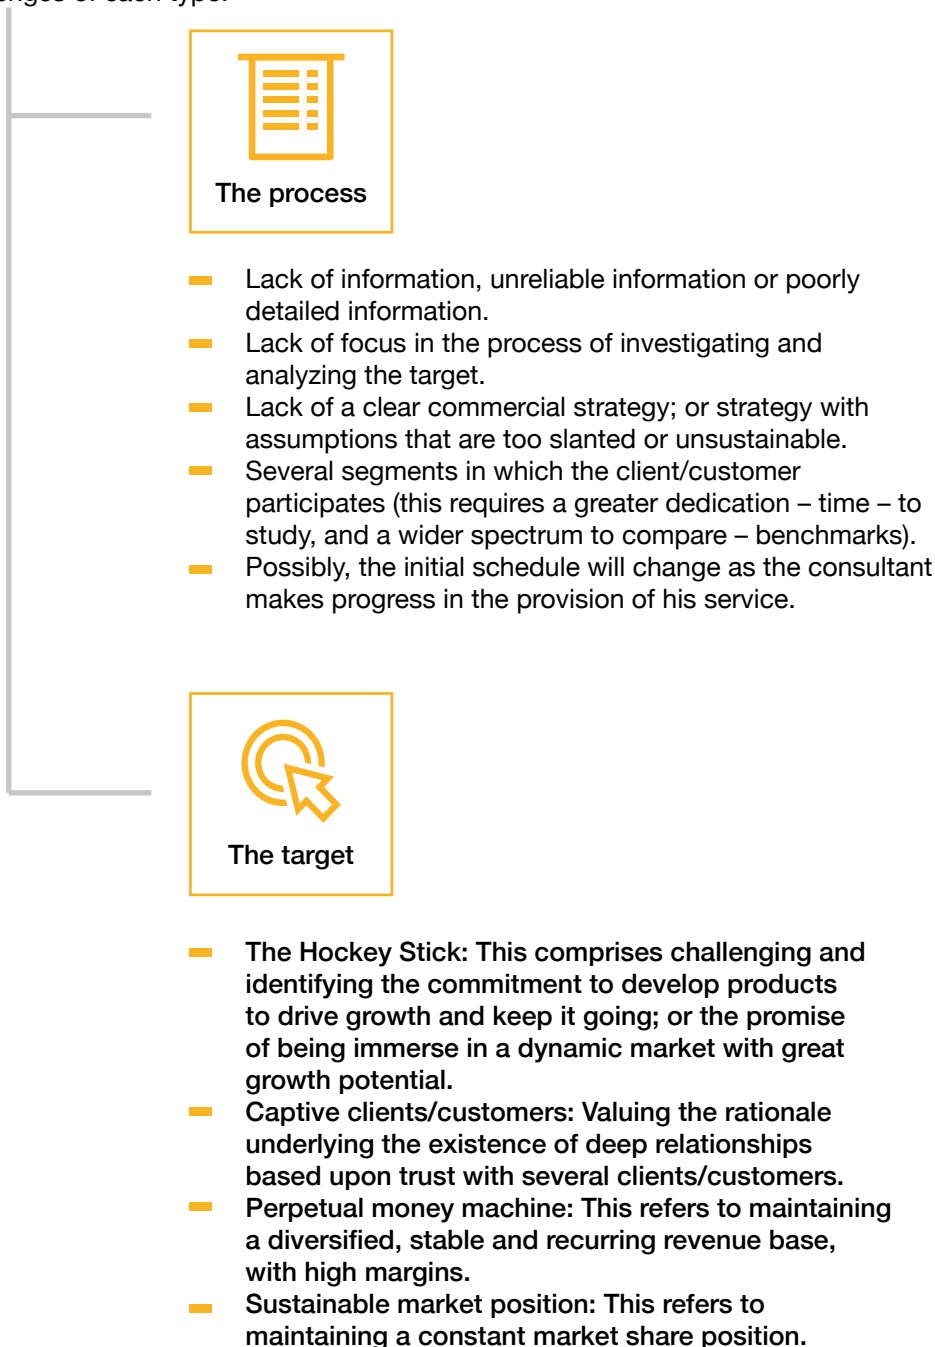 of each type.
The process
Lack of information, unreliable information or poorly
detailed information.
Lack of focus in the process of investigating and
analyzing the target.
Lack of a clear commercial strategy; or strategy with
assumptions that are too slanted or unsustainable.
Several segments in which the client/customer
participates (this requires a greater dedication – time – to
study, and a wider spectrum to compare – benchmarks).
Possibly, the initial schedule will change as the consultant
makes progress in the provision of his service.
The target
The Hockey Stick: This comprises challenging and
identifying the commitment to develop products
to drive growth and keep it going; or the promise
of being immerse in a dynamic market with great
growth potential.
Captive clients/customers: Valuing the rationale
underlying the existence of deep relationships
based upon trust with several clients/customers.
Perpetual money machine: This refers to maintaining
a diversified, stable and recurring revenue base,
with high margins.
Sustainable market position: This refers to
maintaining a constant market share position.